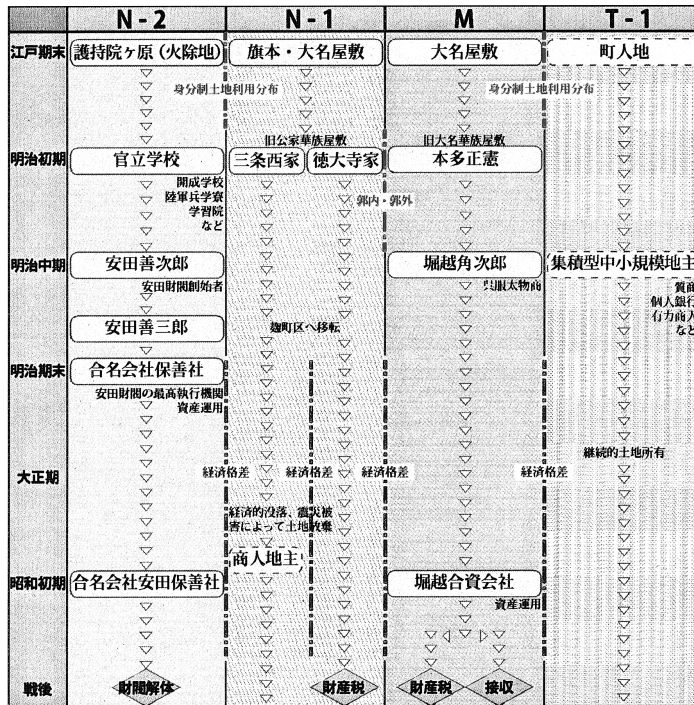 N-2 N-1 M T-1
江戸期末 護持院ヶ原（火除地） 旗本・大名屋敷 大名屋敷 町人地
身分制土地利用分布 身分制土地利用分布
旧公家華族屋敷 旧大名華族屋敷
明治初期 官立学校 三条西家 徳大寺家 本多正憲
開成学校
陸軍兵学寮
学習院
など
郭内・郭外
明治中期 安田善次郎 堀越角次郎 集積型中小規模地主
安田財閥創始者 呉服太物商 質商
個人銀行
有力商人
など
安田善三郎 麹町区へ移転
明治期末 合名会社保善社
安田財閥の最高執行機関
資産運用
継続的土地所有
大正期 経済格差 経済格差 経済格差 経済格差
経済的没落、震災被
害によって土地放棄
商人地主
昭和初期 合名会社安田保善社 堀越合資会社
資産運用
戦後 財閥解体 財産税 財産税 接収